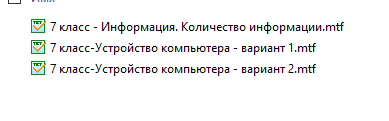 7 класс - Информация. Количество информации.mtf
7 класс-Устройство компьютера - вариант 1.mtf
7 класс-Устройство компьютера - вариант 2.mtf